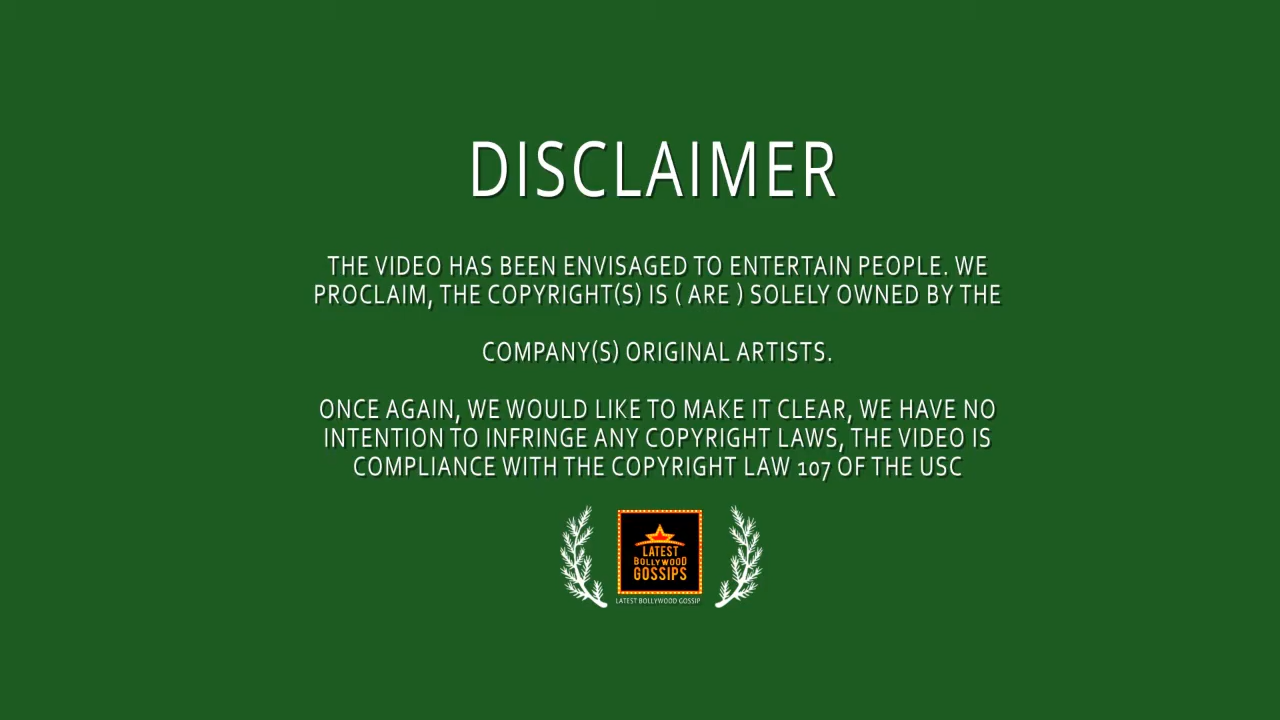 DISCLAIMER
THE VIDEO HAS BEEN ENVISAGED TO ENTERTAIN PEOPLE. WE
PROCLAIM, THE COPYRIGHT(S) IS ( ARE ) SOLELY OWNED BY THE
COMPANY(S) ORIGINAL ARTISTS.
ONCE AGAIN, WE WOULD LIKE TO MAKE IT CLEAR, WE HAVE NO
INTENTION TO INFRINGE ANY COPYRIGHT LAWS, THE VIDEO IS
COMPLIANCE WITH THE COPYRIGHT LAW 107 OF THE USC
LATEST
BOLLYWOOD
GOSSIPS
LATEST BOLLYWOOD GOSSIP